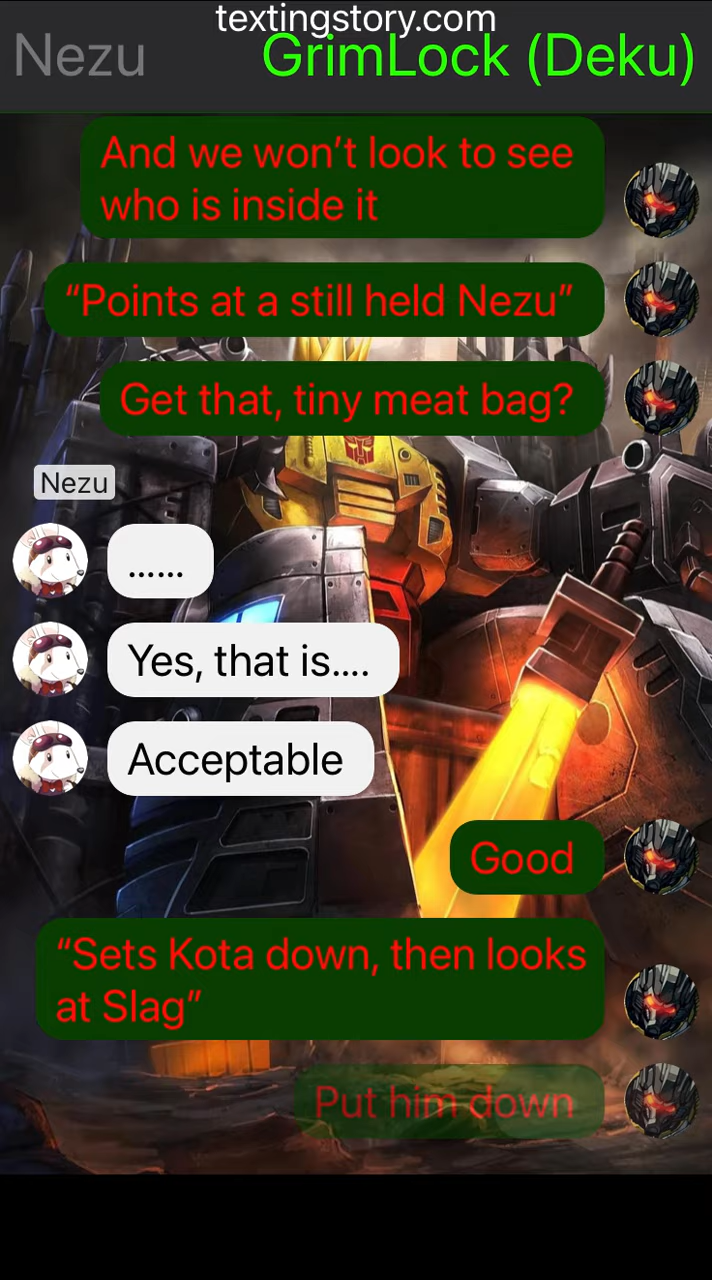 textingstory.com
Nezu
GrimLock (Deku)
And we won’t look to see
who is inside it
“Points at a still held Nezu”
Get that, tiny meat bag?
Nezu
......
Yes, that is....
Acceptable
Good
“Sets Kota down, then looks
at Slag”
Put him down